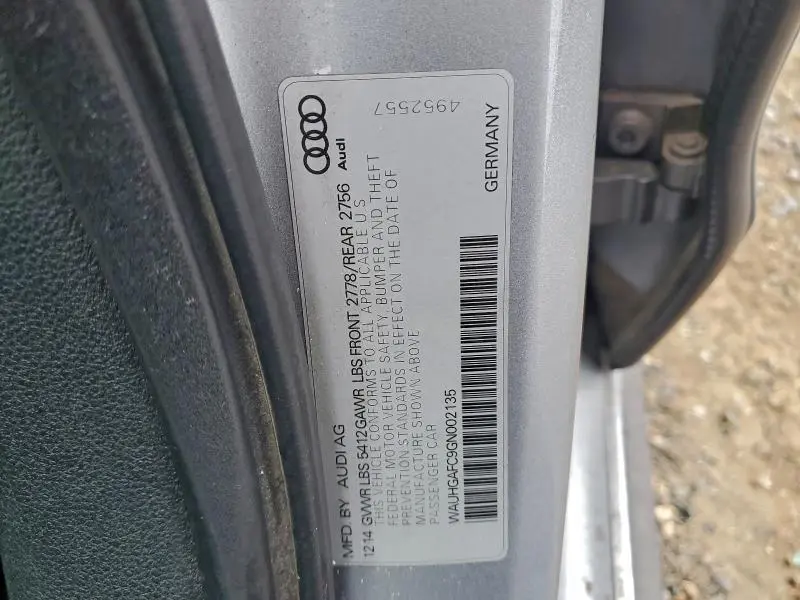 MFD. BY AUDI AG
12.14 GVWR LBS 5412 GAWR LBS FRONT 2778/REAR 2756
THIS VEHICLE CONFORMS TO ALL APPLICABLE U.S.
FEDERAL MOTOR VEHICLE SAFETY, BUMPER AND THEFT
PREVENTION STANDARDS IN EFFECT ON THE DATE OF
MANUFACTURE SHOWN ABOVE
PASSENGER CAR
WAUHGAFC9GN002135
Audi
4952557
GERMANY